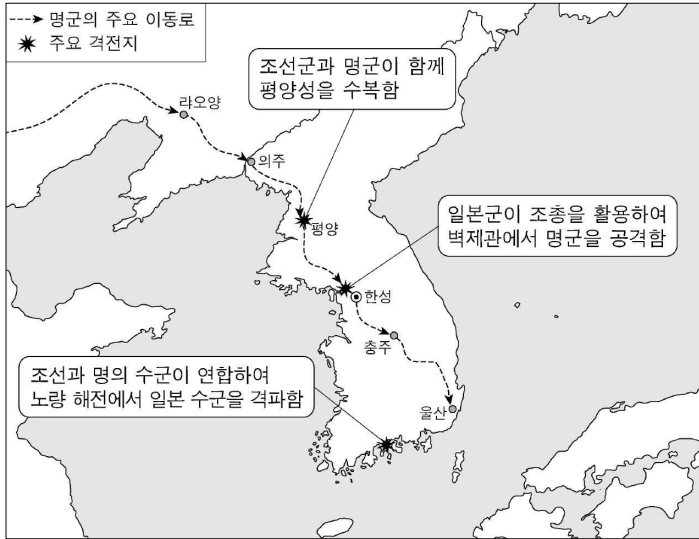 명군의 주요 이동로
주요 격전지
조선군과 명군이 함께
평양성을 수복함
랴오양
의주
평양
일본군이 조총을 활용하여
벽제관에서 명군을 공격함
한성
충주
조선과 명의 수군이 연합하여
노량 해전에서 일본 수군을 격파함
울산